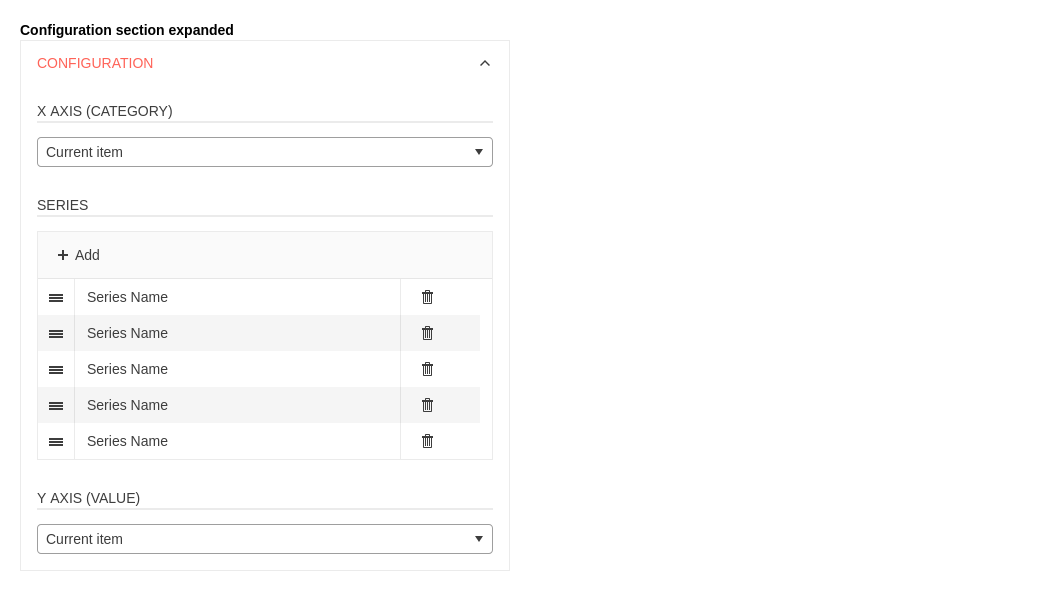 Configuration section expanded
CONFIGURATION
X AXIS (CATEGORY)
Current item
SERIES
Add
Series Name
Series Name
Series Name
Series Name
Series Name
Y AXIS (VALUE)
Current item